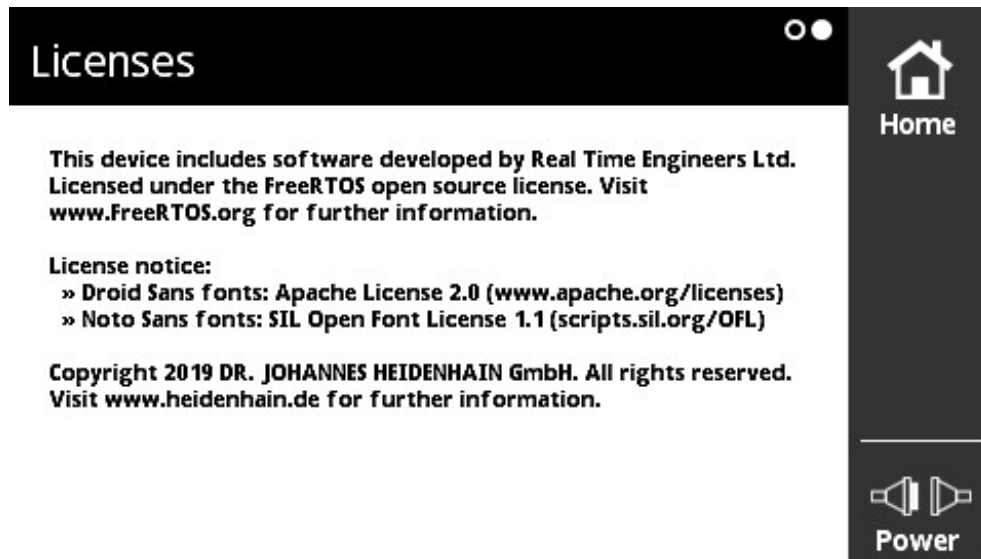 Licenses
Home
This device includes software developed by Real Time Engineers Ltd.
Licensed under the FreeRTOS open source license. Visit
www.FreeRTOS.org for further information.
License notice:
» Droid Sans fonts: Apache License 2.0 (www.apache.org/licenses)
» Noto Sans fonts: SIL Open Font License 1.1 (scripts.sil.org/OFL)
Copyright 2019 DR. JOHANNES HEIDENHAIN GmbH. All rights reserved.
Visit www.heidenhain.de for further information.
Power